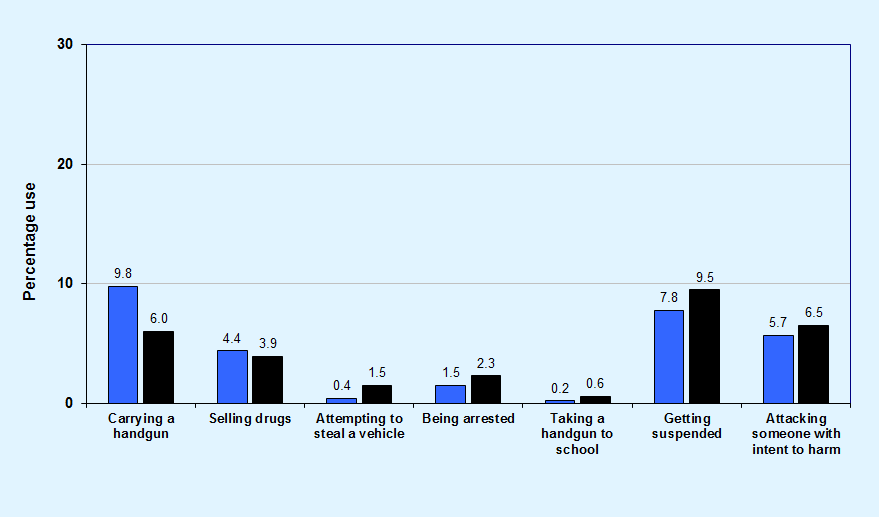 30
20
10
0
Percentage use
9.8
6.0
4.4
3.9
0.4
1.5
1.5
2.3
0.2
0.6
7.8
9.5
5.7
6.5
Carrying a
handgun
Selling drugs
Attempting to
steal a vehicle
Being arrested
Taking a
handgun to
school
Getting
suspended
Attacking
someone with
intent to harm